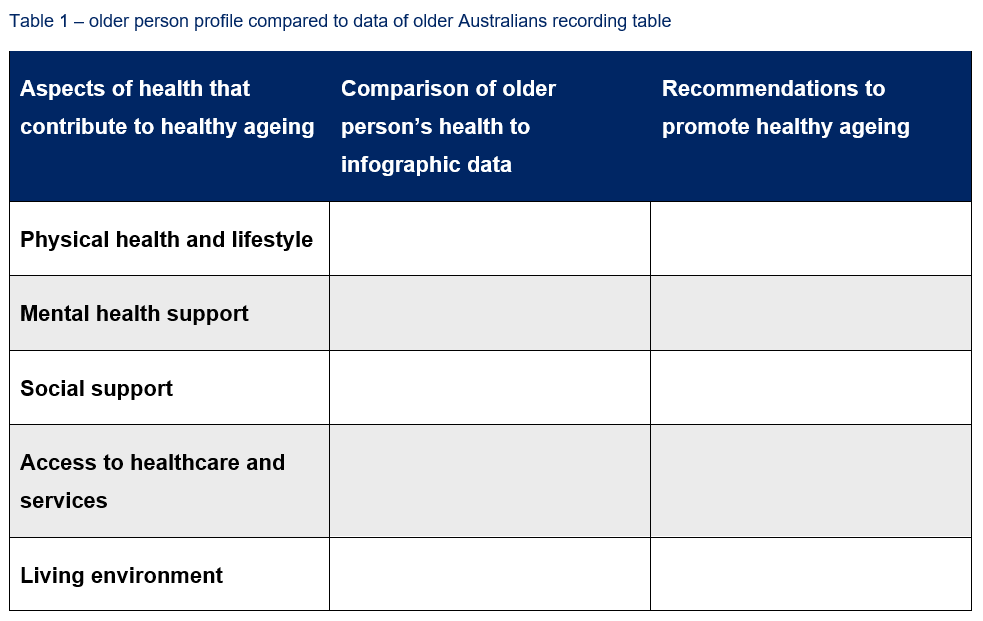 Table 1 – older person profile compared to data of older Australians recording table
Aspects of health that
contribute to healthy ageing
Comparison of older
person’s health to
infographic data
Recommendations to
promote healthy ageing
Physical health and lifestyle
Mental health support
Social support
Access to healthcare and
services
Living environment